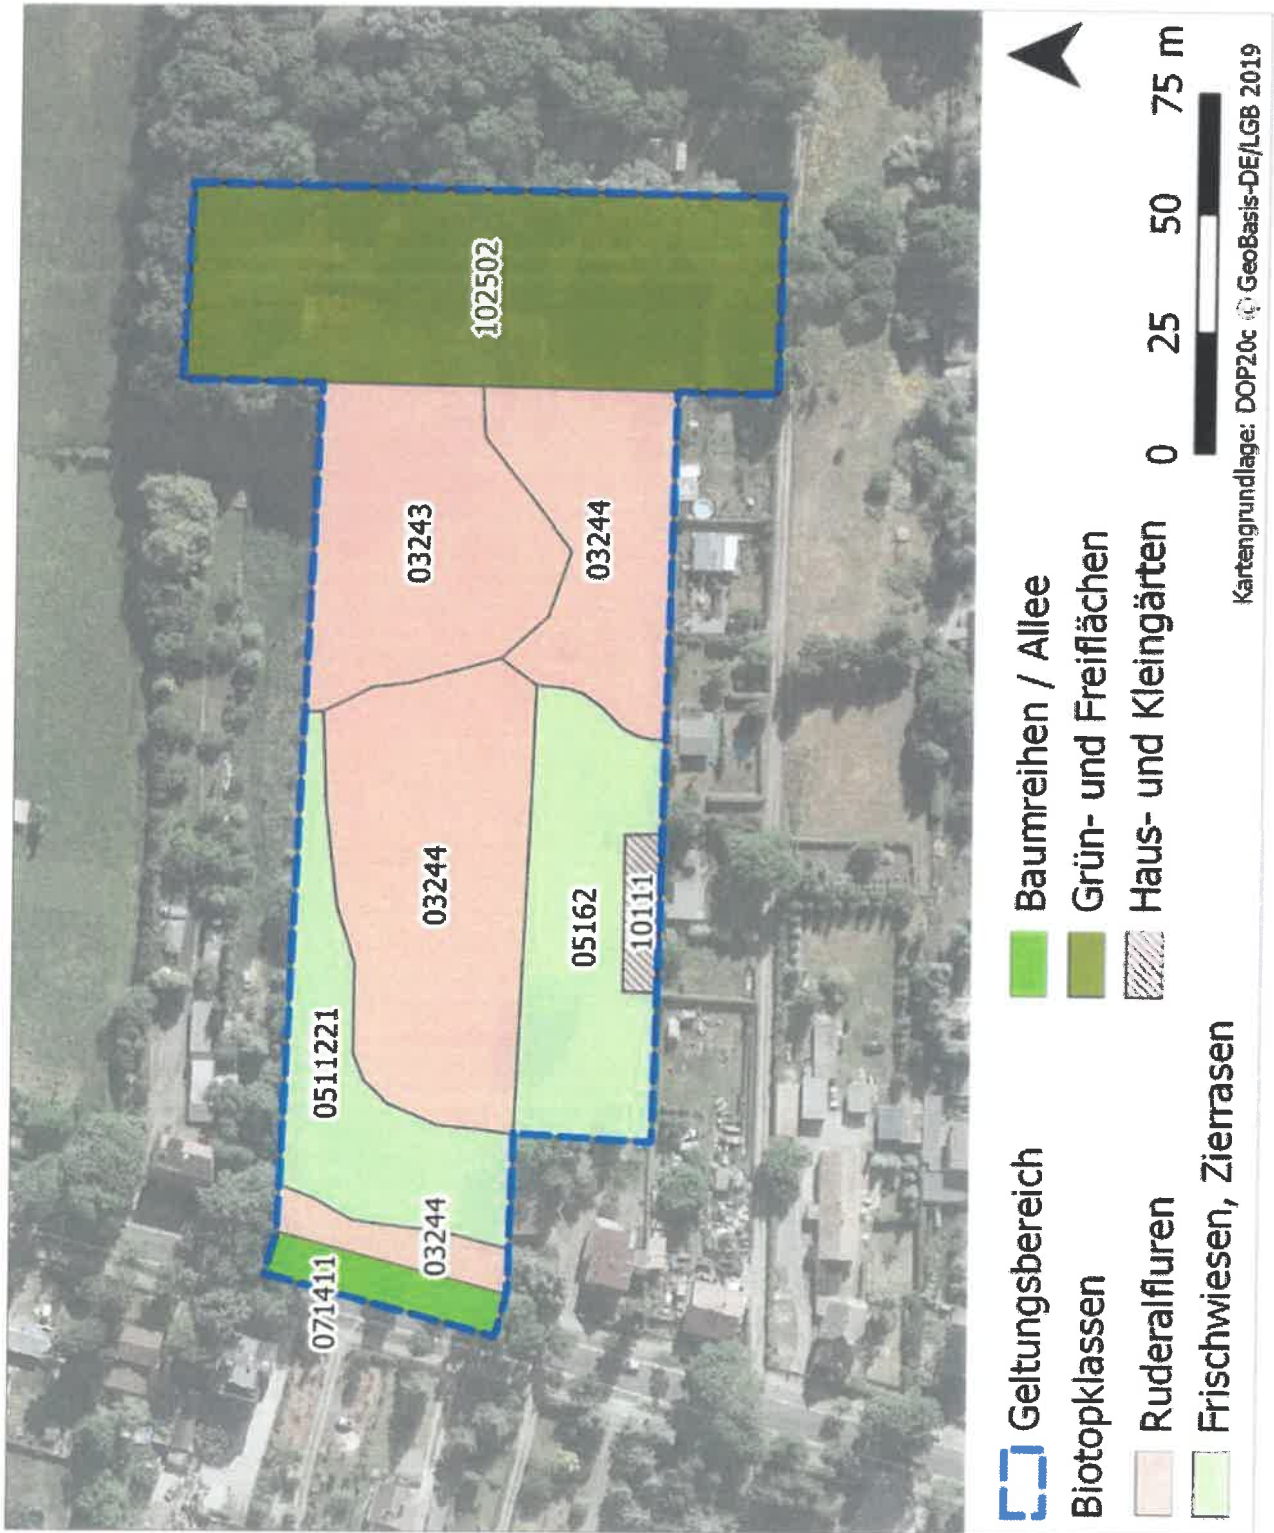 071411
03244
0511221
03244
03243
03244
05162
10111
102502
Geltungsbereich
Biotopklassen
Ruderalfluren
Frischwiesen, Zierrasen
Baumreihen / Allee
Grün- und Freiflächen
Haus- und Kleingärten
0 25 50 75 m
Kartengrundlage: DOP20c © GeoBasis-DE/LGB 2019